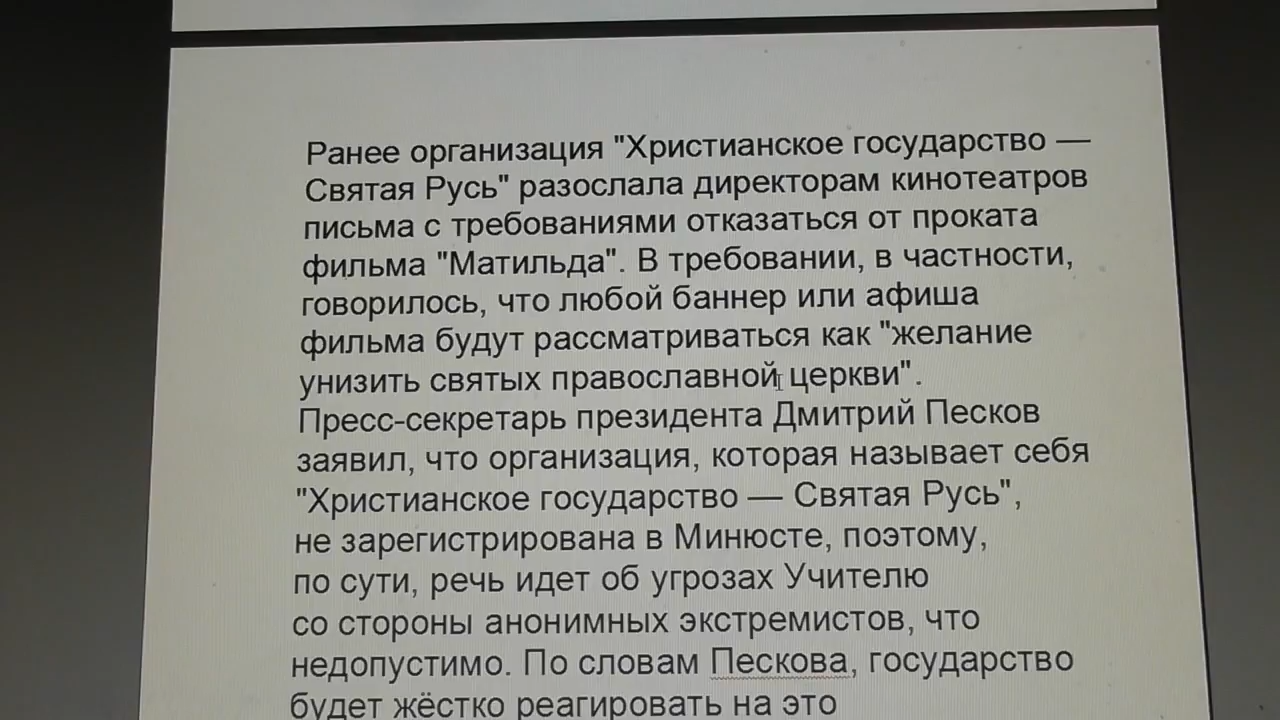 Ранее организация "Христианское государство —
Святая Русь" разослала директорам кинотеатров
письма с требованиями отказаться от проката
фильма "Матильда". В требовании, в частности,
говорилось, что любой баннер или афиша
фильма будут рассматриваться как "желание
унизить святых православной церкви".
Пресс-секретарь президента Дмитрий Песков
заявил, что организация, которая называет себя
"Христианское государство — Святая Русь",
не зарегистрирована в Минюсте, поэтому,
по сути, речь идет об угрозах Учителю
со стороны анонимных экстремистов, что
недопустимо. По словам Пескова, государство
будет жёстко реагировать на это